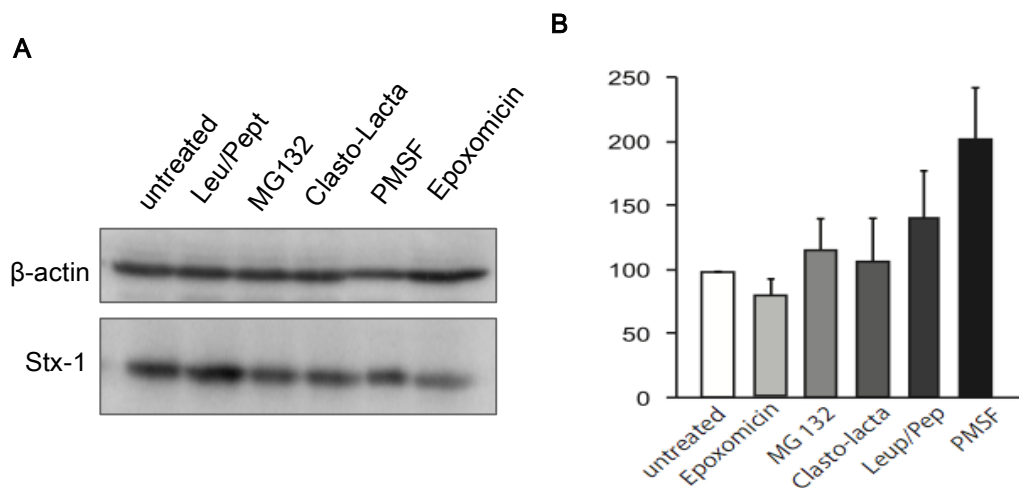 A
untreated
Leu/Pept
MG132
Clasto-Lacta
PMSF
Epoxomicin
β-actin
Stx-1
B
250
200
150
100
50
0
untreated
Epoxomicin
MG 132
Clasto-lacta
Leup/Pep
PMSF